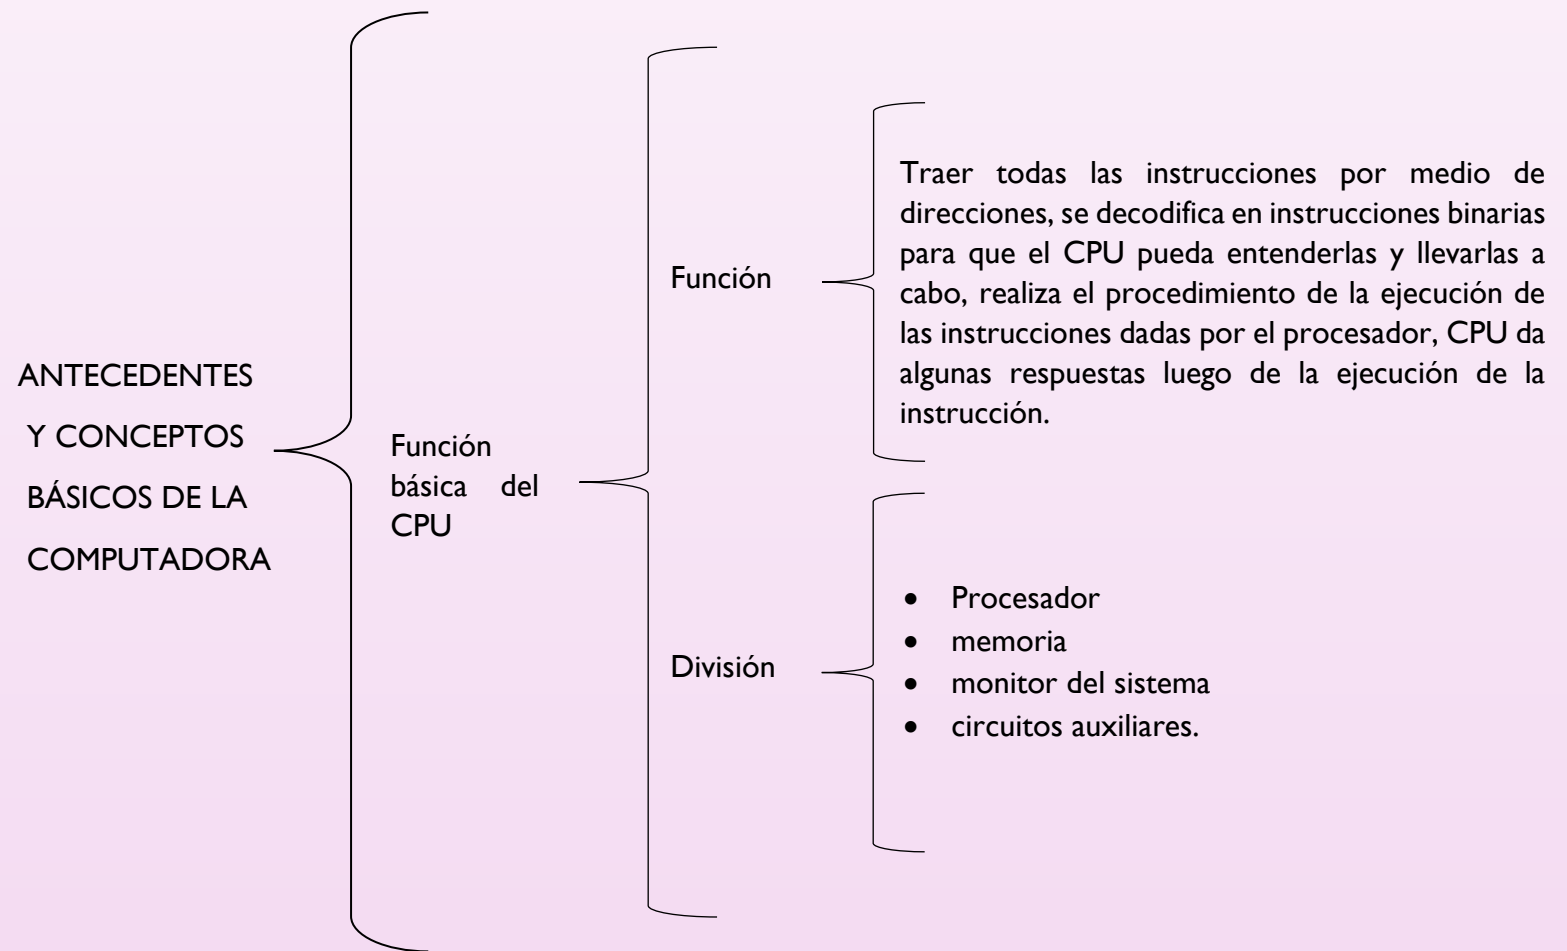 ANTECEDENTES
Y CONCEPTOS
BÁSICOS DE LA
COMPUTADORA
Función
básica del
CPU
Función
Traer todas las instrucciones por medio de
direcciones, se decodifica en instrucciones binarias
para que el CPU pueda entenderlas y llevarlas a
cabo, realiza el procedimiento de la ejecución de
las instrucciones dadas por el procesador, CPU da
algunas respuestas luego de la ejecución de la
instrucción.
División
• Procesador
• memoria
• monitor del sistema
• circuitos auxiliares.